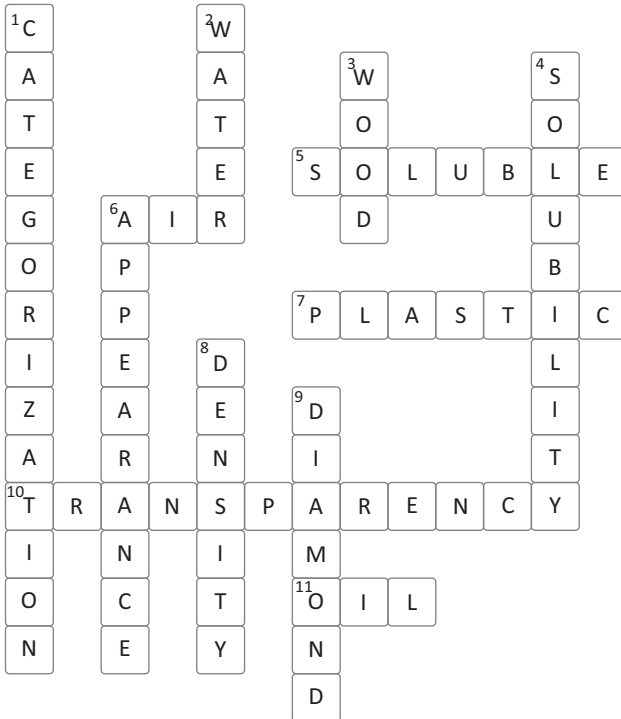 1C 2W
A A 3W 4S
T T O O
E E 5S O L U B L E
G 6A I R D U
O P B
R P 7P L A S T I C
I E 8D L
Z A E 9D I
A R N I T
10T R A N S P A R E N C Y
I N I M
O C T 11O I L
N E Y N
D